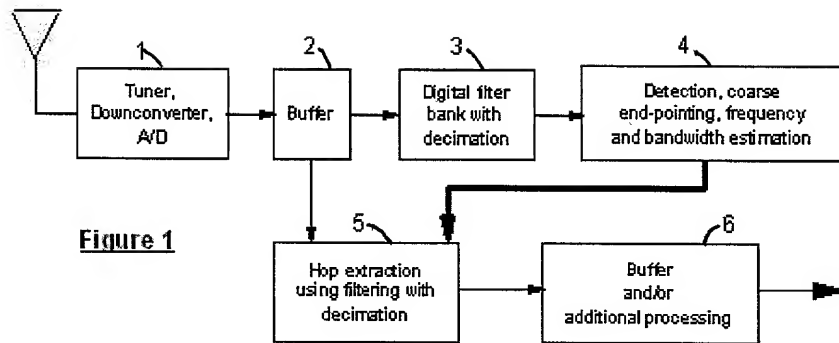 1
Tuner,
Downconverter,
A/D
2
Buffer
3
Digital filter
bank with
decimation
4
Detection, coarse
end-pointing, frequency
and bandwidth estimation
Figure 1
5
Hop extraction
using filtering with
decimation
6
Buffer
and/or
additional processing